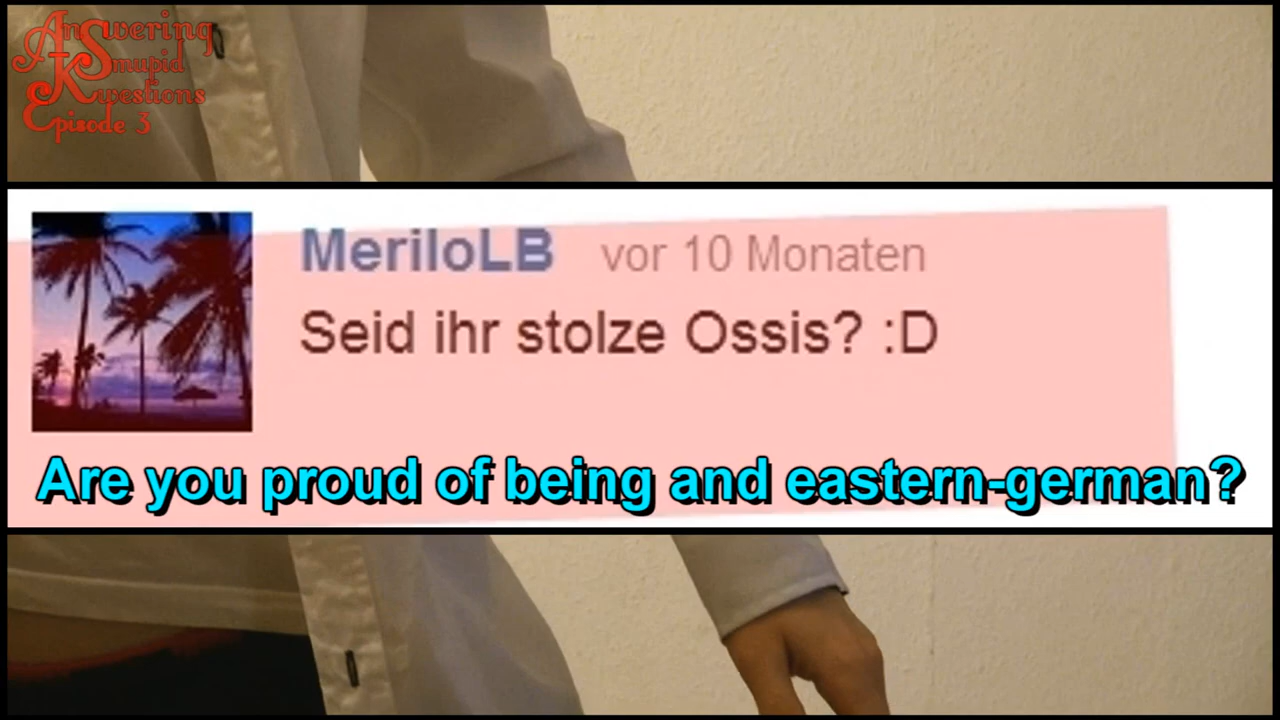 Answering
Smupid
Kwestions
Episode 3
MeriloLB vor 10 Monaten
Seid ihr stolze Ossis? :D
Are you proud of being and eastern-german?